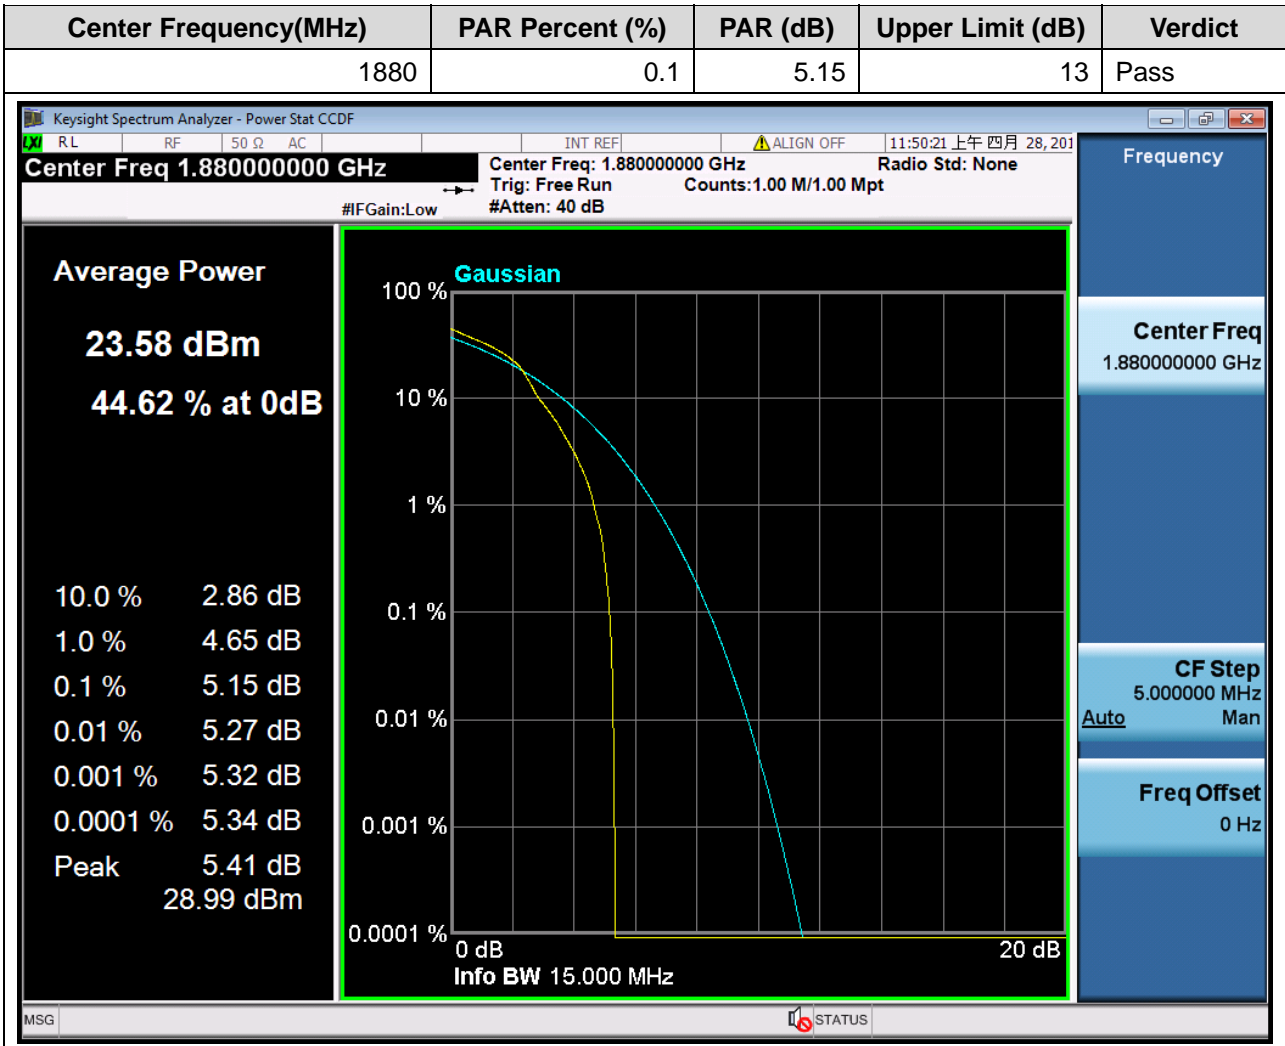 Center Frequency(MHz) PAR Percent (%) PAR (dB) Upper Limit (dB) Verdict
1880 0.1 5.15 13 Pass
Keysight Spectrum Analyzer - Power Stat CCDF
LXI RL RF 50 Ω AC INT REF ALIGN OFF 11:50:21 上午 四月 28, 201
Center Freq 1.880000000 GHz
Center Freq: 1.880000000 GHz Radio Std: None
Trig: Free Run Counts:1.00 M/1.00 Mpt
#IFGain:Low #Atten: 40 dB
Frequency
Average Power
23.58 dBm
44.62 % at 0dB
10.0 % 2.86 dB
1.0 % 4.65 dB
0.1 % 5.15 dB
0.01 % 5.27 dB
0.001 % 5.32 dB
0.0001 % 5.34 dB
Peak 5.41 dB
28.99 dBm
Gaussian
100 %
10 %
1 %
0.1 %
0.01 %
0.001 %
0.0001 %
0 dB 20 dB
Info BW 15.000 MHz
Center Freq
1.880000000 GHz
CF Step
5.000000 MHz
Auto Man
Freq Offset
0 Hz
MSG STATUS